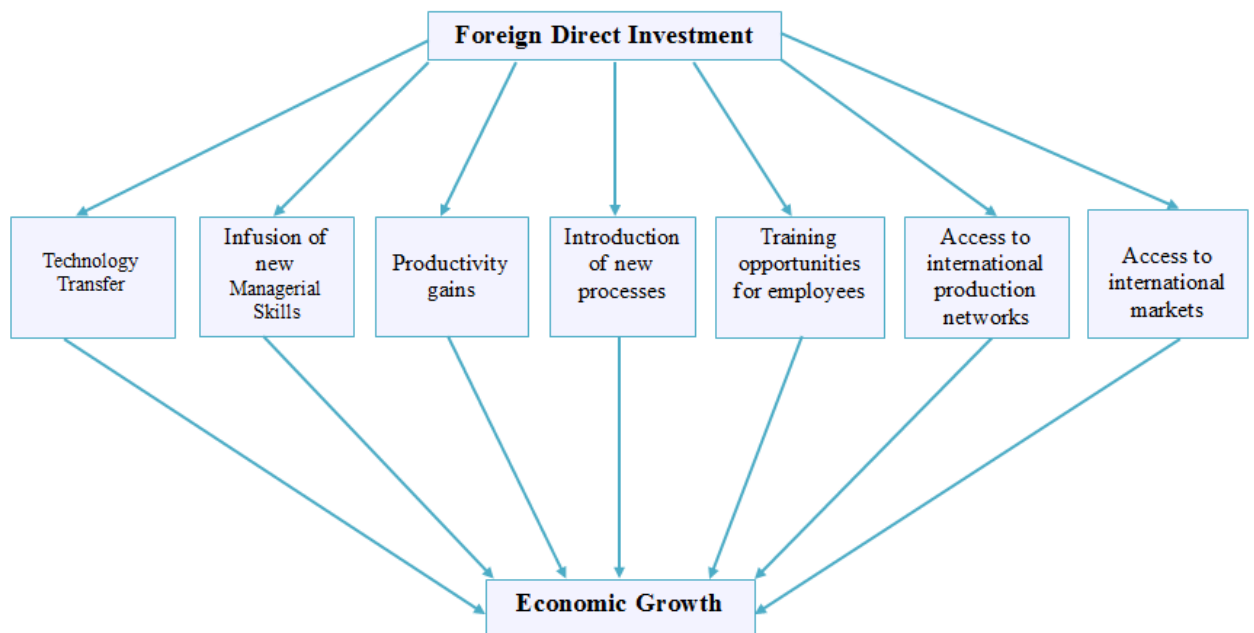 Foreign Direct Investment
Technology
Transfer
Infusion of
new
Managerial
Skills
Productivity
gains
Introduction
of new
processes
Training
opportunities
for employees
Access to
international
production
networks
Access to
international
markets
Economic Growth